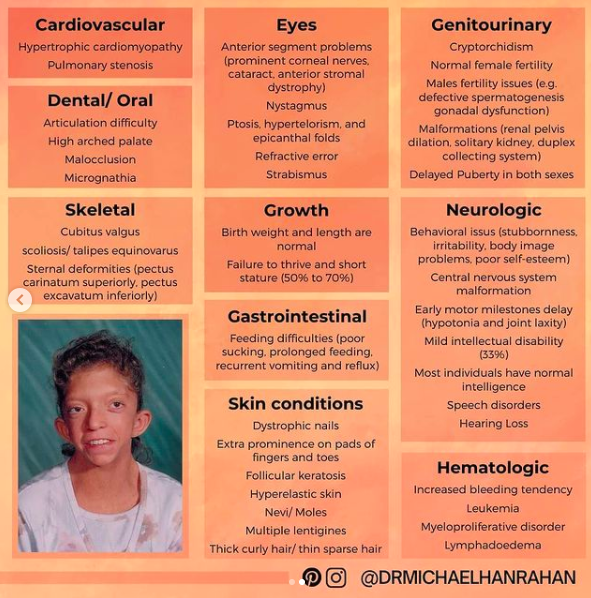 Cardiovascular
Hypertrophic cardiomyopathy
Pulmonary stenosis
Dental/ Oral
Articulation difficulty
High arched palate
Malocclusion
Micrognathia
Skeletal
Cubitus valgus
scoliosis/ talipes equinovarus
Sternal deformities (pectus
carinatum superiorly, pectus
excavatum inferiorly)
Eyes
Anterior segment problems
(prominent corneal nerves,
cataract, anterior stromal
dystrophy)
Nystagmus
Ptosis, hypertelorism, and
epicanthal folds
Refractive error
Strabismus
Growth
Birth weight and length are
normal
Failure to thrive and short
stature (50% to 70%)
Gastrointestinal
Feeding difficulties (poor
sucking, prolonged feeding,
recurrent vomiting and reflux)
Skin conditions
Dystrophic nails
Extra prominence on pads of
fingers and toes
Follicular keratosis
Hyperelastic skin
Nevi/ Moles
Multiple lentigines
Thick curly hair/ thin sparse hair
Genitourinary
Cryptorchidism
Normal female fertility
Males fertility issues (e.g.
defective spermatogenesis
gonadal dysfunction)
Malformations (renal pelvis
dilation, solitary kidney, duplex
collecting system)
Delayed Puberty in both sexes
Neurologic
Behavioral issus (stubbornness,
irritability, body image
problems, poor self-esteem)
Central nervous system
malformation
Early motor milestones delay
(hypotonia and joint laxity)
Mild intellectual disability
(33%)
Most individuals have normal
intelligence
Speech disorders
Hearing Loss
Hematologic
Increased bleeding tendency
Leukemia
Myeloproliferative disorder
Lymphadoedema
@DRMICHAELHANRAHAN